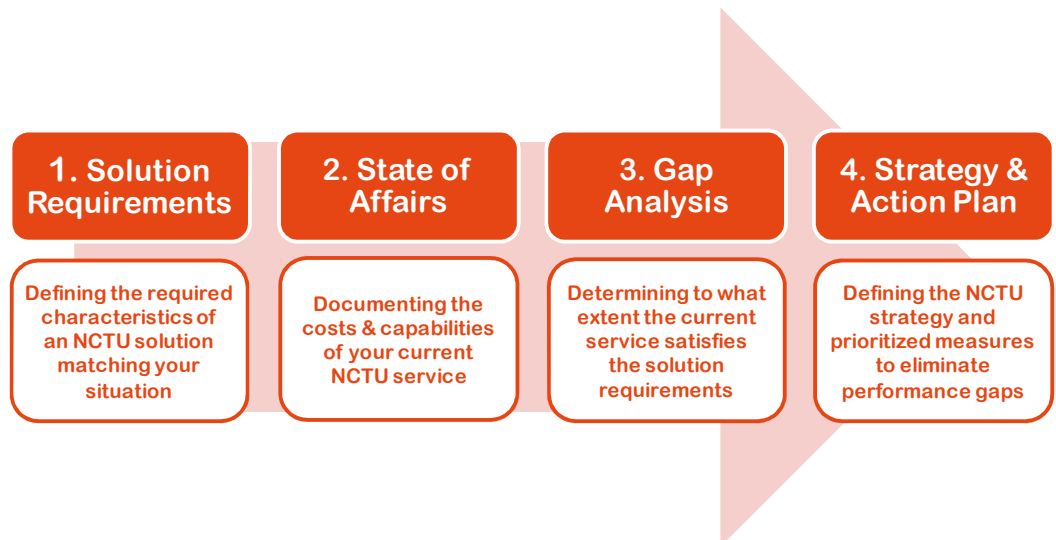 1. Solution
Requirements
Defining the required
characteristics of
an NCTU solution
matching your
situation
2. State of
Affairs
Documenting the
costs & capabilities
of your current
NCTU service
3. Gap
Analysis
Determining to what
extent the current
service satisfies
the solution
requirements
4. Strategy &
Action Plan
Defining the NCTU
strategy and
prioritized measures
to eliminate
performance gaps